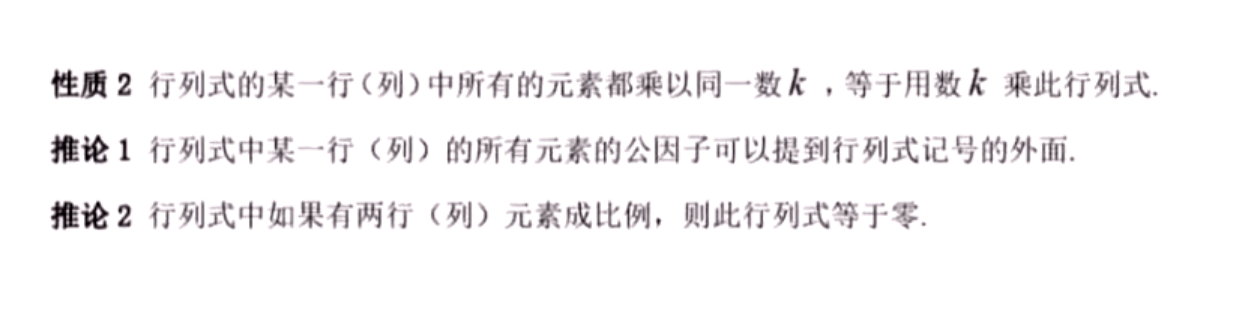 性质 2 行列式的某一行(列)中所有的元素都乘以同一数 k ,等于用数 k 乘此行列式.
推论 1 行列式中某一行（列）的所有元素的公因子可以提到行列式记号的外面.
推论 2 行列式中如果有两行（列）元素成比例，则此行列式等于零.